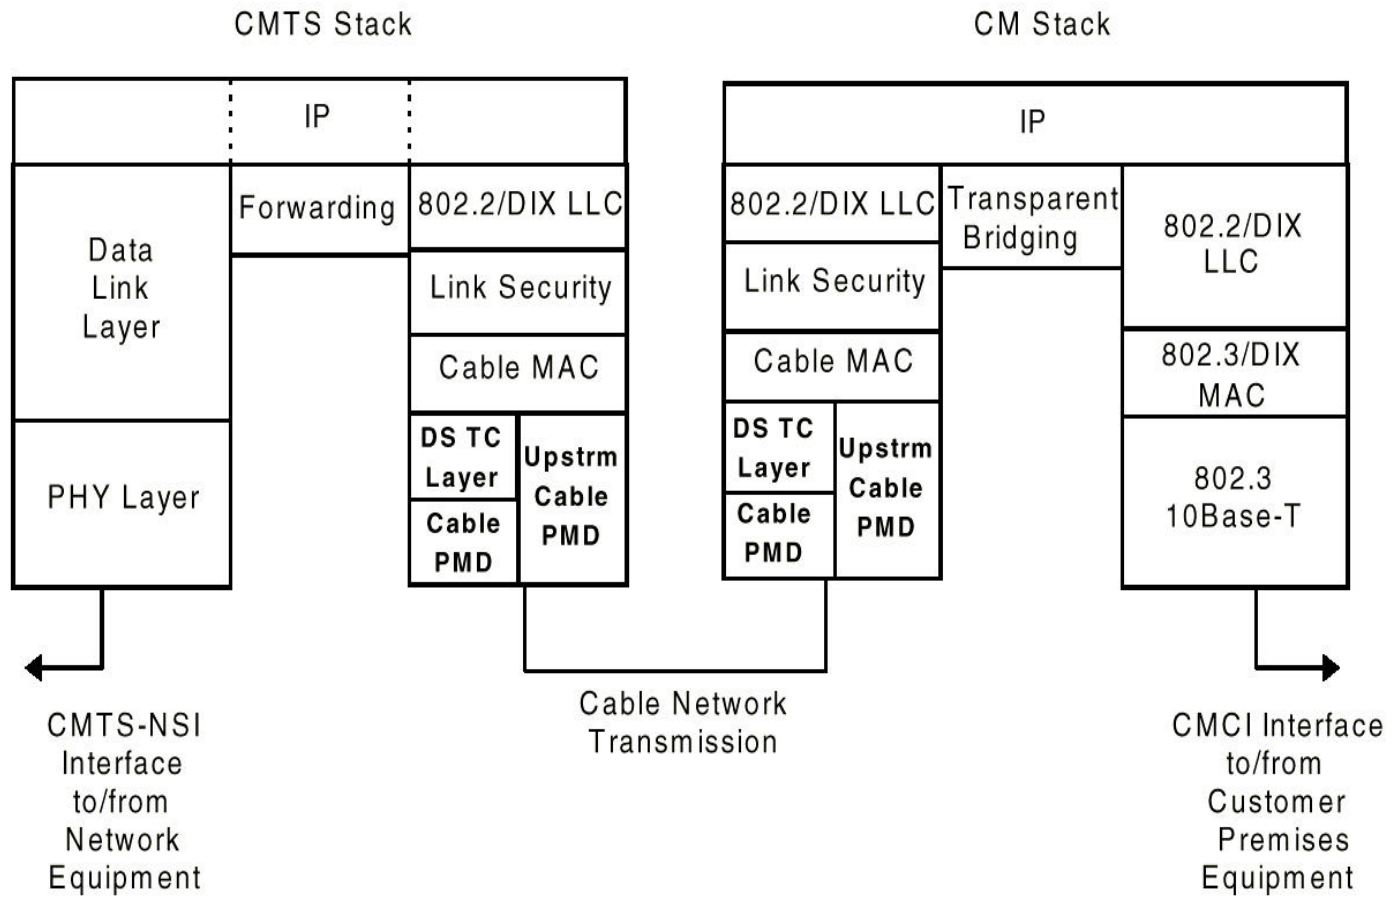 CMTS Stack
IP
Data
Link
Layer
PHY Layer
Forwarding
802.2/DIX LLC
Link Security
Cable MAC
DS TC
Layer
Cable
PMD
Upstrm
Cable
PMD
CMTS-NSI
Interface
to/from
Network
Equipment
Cable Network
Transmission
CM Stack
IP
802.2/DIX LLC
Link Security
Cable MAC
DS TC
Layer
Cable
PMD
Upstrm
Cable
PMD
Transparent
Bridging
802.2/DIX
LLC
802.3/DIX
MAC
802.3
10Base-T
CMCI Interface
to/from
Customer
Premises
Equipment